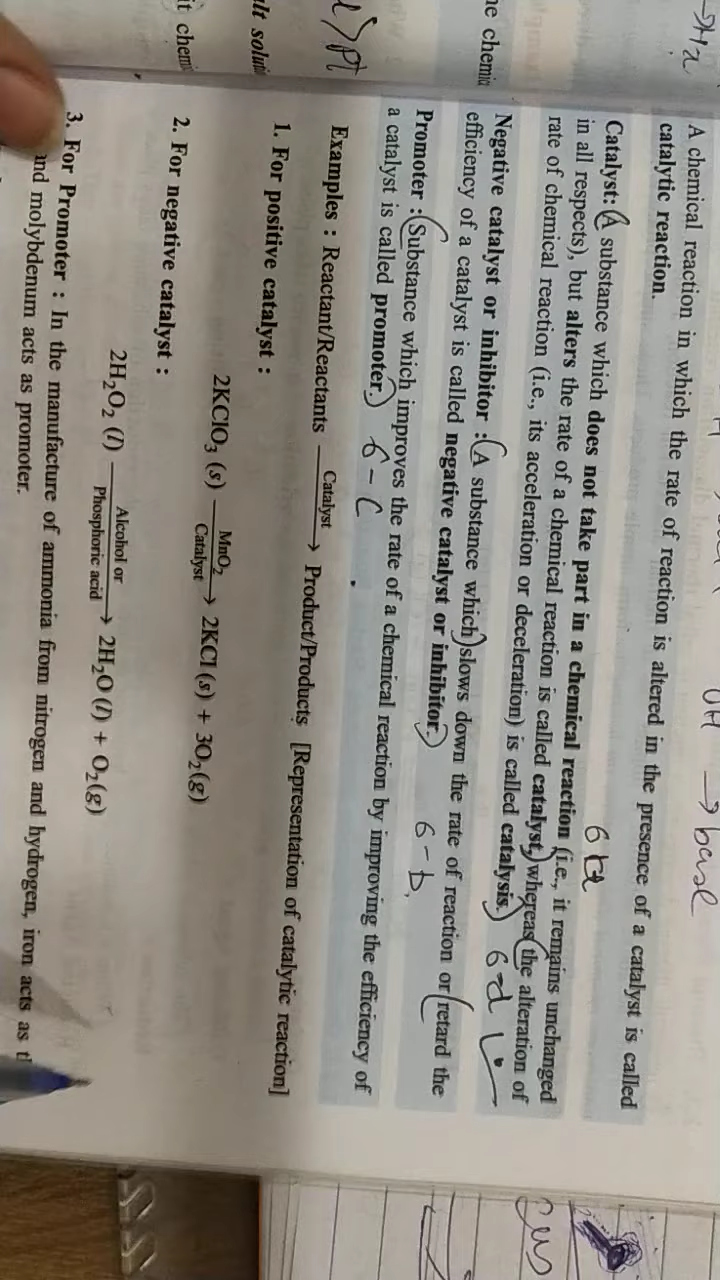 A chemical reaction in which the rate of reaction is altered in the presence of a catalyst is called
catalytic reaction.
Catalyst: (A substance which does not take part in a chemical reaction (i.e., it remains unchanged
in all respects), but alters the rate of a chemical reaction is called catalyst,) whereas (the alteration of
rate of chemical reaction (i.e., its acceleration or deceleration) is called catalysis.) 6d
Negative catalyst or inhibitor : (A substance which) slows down the rate of reaction or (retard the
efficiency of a catalyst is called negative catalyst or inhibitor.) 6-b,
Promoter : (Substance which improves the rate of a chemical reaction by improving the efficiency of
a catalyst is called promoter.) 6-C
Examples : Reactant/Reactants —Catalyst→ Product/Products [Representation of catalytic reaction]
1. For positive catalyst :
2KClO₃ (s) —MnO₂ Catalyst→ 2KCl (s) + 3O₂(g)
2. For negative catalyst :
2H₂O₂ (l) —Alcohol or Phosphoric acid→ 2H₂O (l) + O₂(g)
3. For Promoter : In the manufacture of ammonia from nitrogen and hydrogen, iron acts as
and molybdenum acts as promoter.
OH → base
Pt